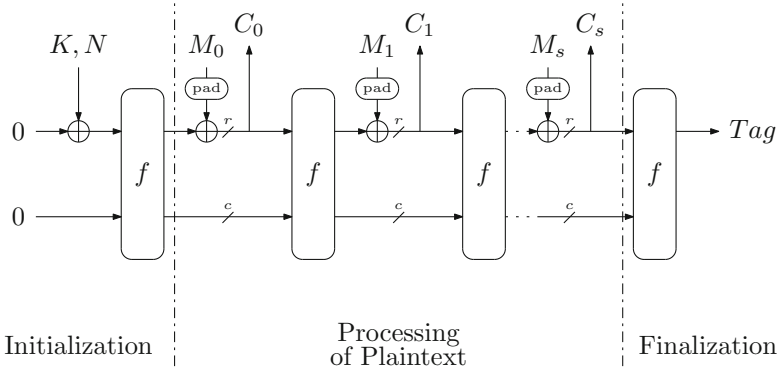 K, N
M_0
C_0
M_1
C_1
M_s
C_s
pad
pad
pad
0
r
r
r
Tag
f
f
f
f
0
c
c
c
Initialization
Processing
of Plaintext
Finalization